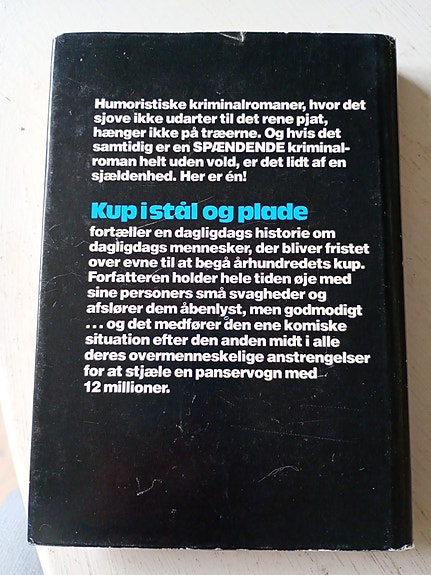 Humoristiske kriminalromaner, hvor det
sjove ikke udarter til det rene pjat,
hænger ikke på træerne. Og hvis det
samtidig er en SPÆNDENDE kriminal-
roman helt uden vold, er det lidt af en
sjældenhed. Her er én!
Kup i stål og plade
fortæller en dagligdags historie om
dagligdags mennesker, der bliver fristet
over evne til at begå århundredets kup.
Forfatteren holder hele tiden øje med
sine personers små svagheder og
afslører dem åbenlyst, men godmodigt
... og det medfører den ene komiske
situation efter den anden midt i alle
deres overmenneskelige anstrengelser
for at stjæle en panservogn med
12 millioner.